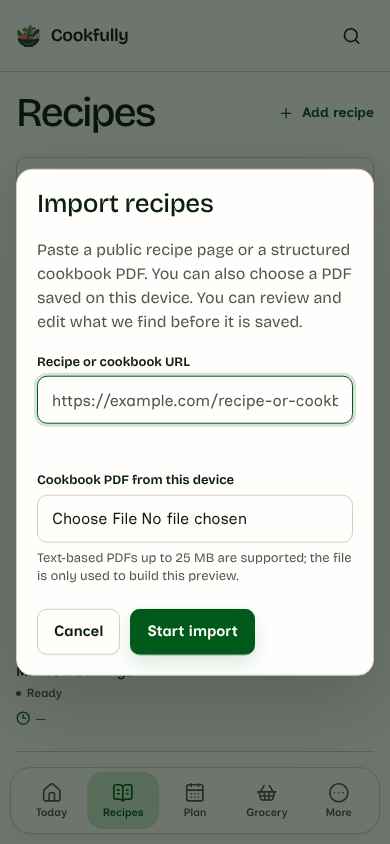 Cookfully
Recipes
Add recipe
Import recipes
Paste a public recipe page or a structured
cookbook PDF. You can also choose a PDF
saved on this device. You can review and
edit what we find before it is saved.
Recipe or cookbook URL
https://example.com/recipe-or-cookb
Cookbook PDF from this device
Choose File No file chosen
Text-based PDFs up to 25 MB are supported; the file
is only used to build this preview.
Cancel
Start import
Ready
—
Today
Recipes
Plan
Grocery
More